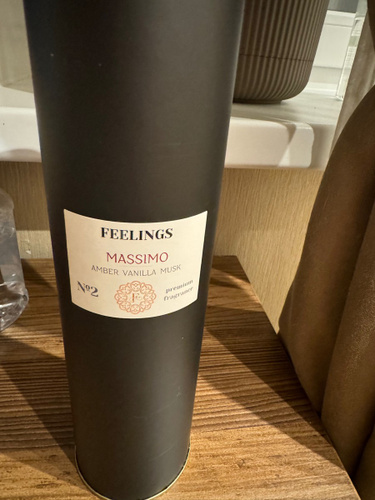 FEELINGS
MASSIMO
AMBER VANILLA MUSK
Nº2
F
premium
fragrance